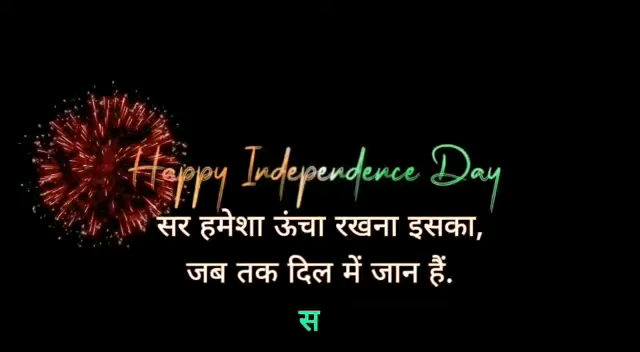 Happy Independence Day
सर हमेशा ऊंचा रखना इसका,
जब तक दिल में जान हैं.
स